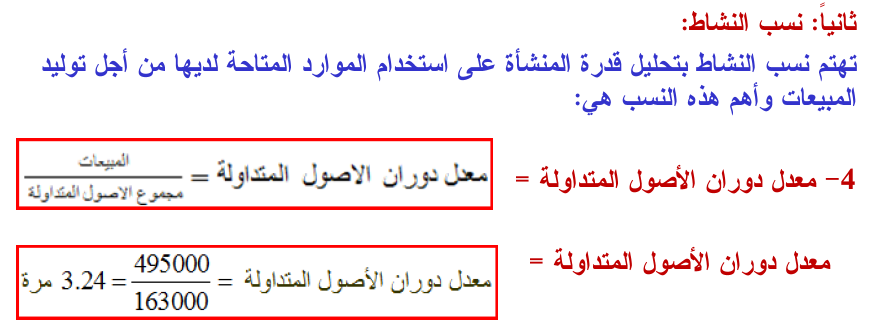 ثانياً: نسب النشاط:
تهتم نسب النشاط بتحليل قدرة المنشأة على استخدام الموارد المتاحة لديها من أجل توليد
المبيعات وأهم هذه النسب هي:
4- معدل دوران الأصول المتداولة =
معدل دوران الاصول المتداولة = المبيعات / مجموع الاصول المتداولة
معدل دوران الأصول المتداولة =
معدل دوران الأصول المتداولة = 495000 / 163000 = 3.24 مرة